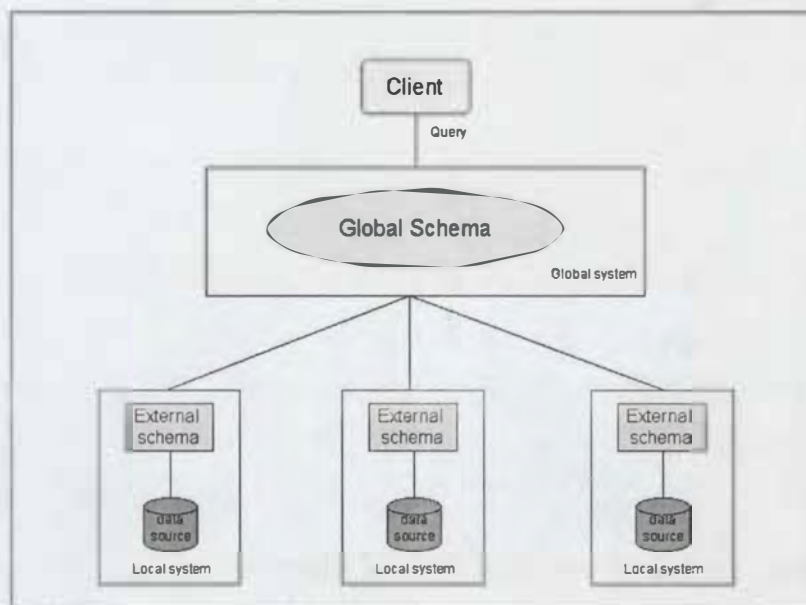 Client
Query
Global Schema
Global system
External
schema
data
source
Local system
External
schema
data
source
Local system
External
schema
data
source
Local system